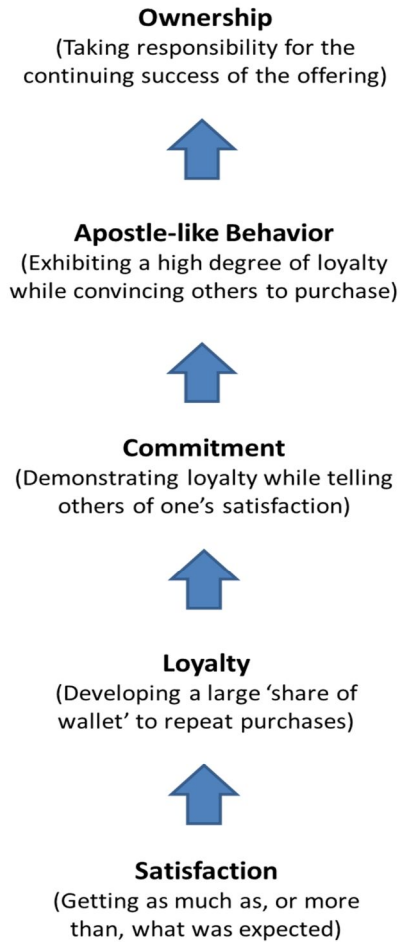 Ownership
(Taking responsibility for the
continuing success of the offering)
Apostle-like Behavior
(Exhibiting a high degree of loyalty
while convincing others to purchase)
Commitment
(Demonstrating loyalty while telling
others of one’s satisfaction)
Loyalty
(Developing a large ‘share of
wallet’ to repeat purchases)
Satisfaction
(Getting as much as, or more
than, what was expected)